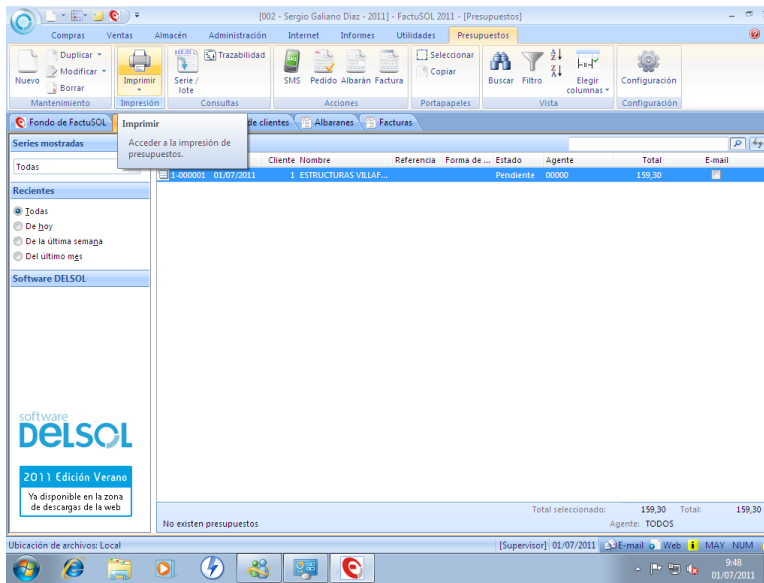 [002 - Sergio Galiano Diaz - 2011] - FactuSOL 2011 - [Presupuestos]
Compras Ventas Almacén Administración Internet Informes Utilidades Presupuestos
Nuevo
Duplicar
Modificar
Borrar
Mantenimiento
Imprimir
Impresión
Serie /
lote
Trazabilidad
Consultas
SMS Pedido Albarán Factura
Acciones
Seleccionar
Copiar
Portapapeles
Buscar Filtro
Elegir
columnas
Vista
Configuración
Configuración
Fondo de FactuSOL de clientes Albaranes Facturas
Imprimir
Acceder a la impresión de
presupuestos.
Series mostradas
Todas
Recientes
Todas
De hoy
De la última semana
Del último mes
Software DELSOL
Cliente Nombre Referencia Forma de ... Estado Agente Total E-mail
1-000001 01/07/2011 1 ESTRUCTURAS VILLAF... Pendiente 00000 159,30
software
DELSOL
2011 Edición Verano
Ya disponible en la zona
de descargas de la web
Total seleccionado: 159,30 Total: 159,30
No existen presupuestos Agente: TODOS
Ubicación de archivos: Local [Supervisor] 01/07/2011 E-mail Web MAY NUM
9:48
01/07/2011